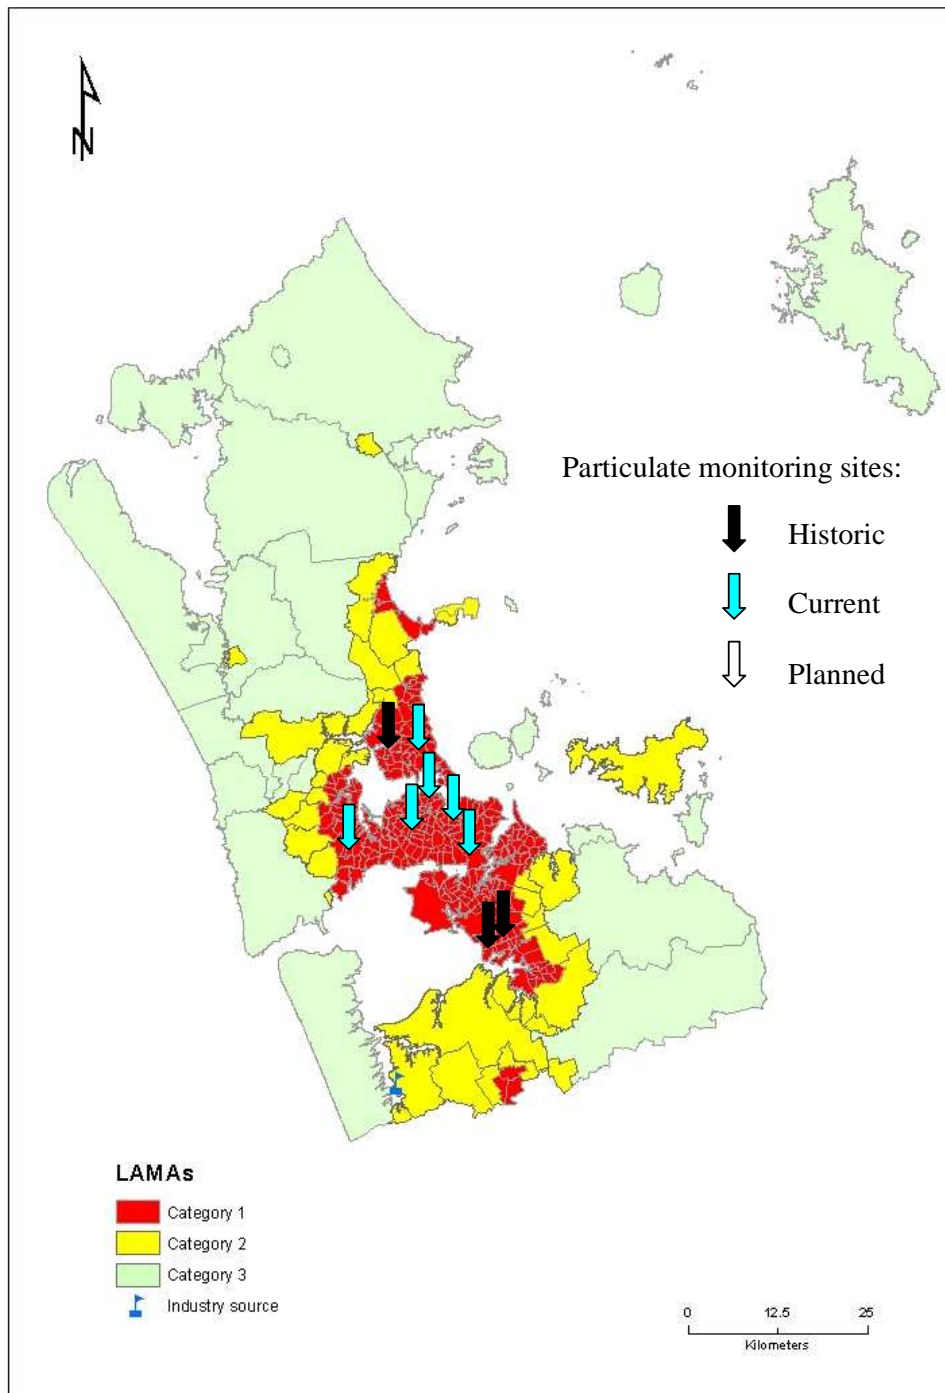 N
Particulate monitoring sites:
Historic
Current
Planned
LAMAs
Category 1
Category 2
Category 3
Industry source
0 12.5 25
Kilometers